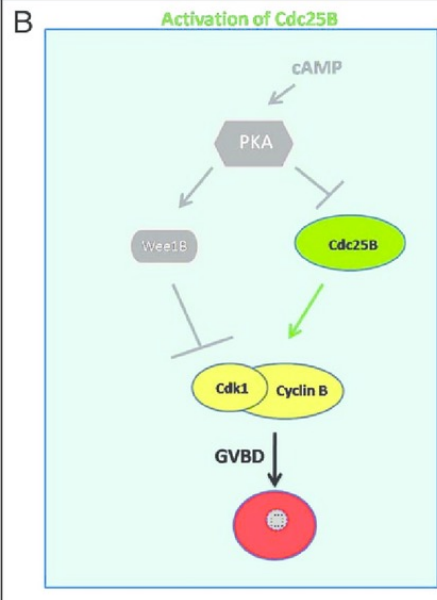 B
Activation of Cdc25B
cAMP
PKA
Wee1B
Cdc25B
Cdk1
Cyclin B
GVBD